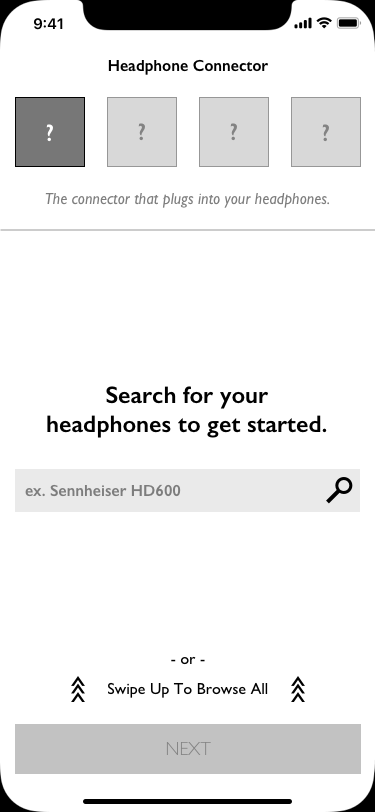 9:41
Headphone Connector
? ? ? ?
The connector that plugs into your headphones.
Search for your
headphones to get started.
ex. Sennheiser HD600
- or -
Swipe Up To Browse All
NEXT